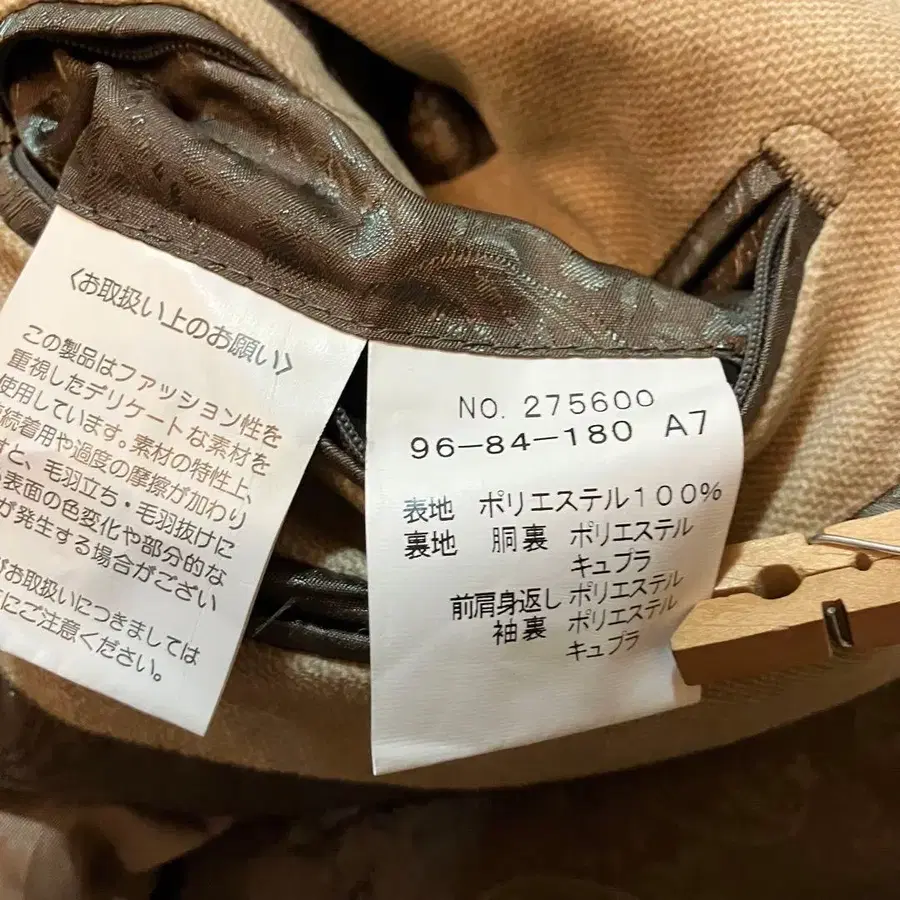 〈お取扱い上のお願い〉
この製品はファッション性を
重視したデリケートな素材を
使用しています。素材の特性上、
続着用や過度の摩擦が加わり
すと、毛羽立ち・毛羽抜けに
表面の色変化や部分的な
が発生する場合がござい
お取扱いにつきましては
にご注意ください。
NO. 275600
96-84-180 A7
表地 ポリエステル100%
裏地 胴裏 ポリエステル
キュプラ
前肩身返し ポリエステル
袖裏 ポリエステル
キュプラ